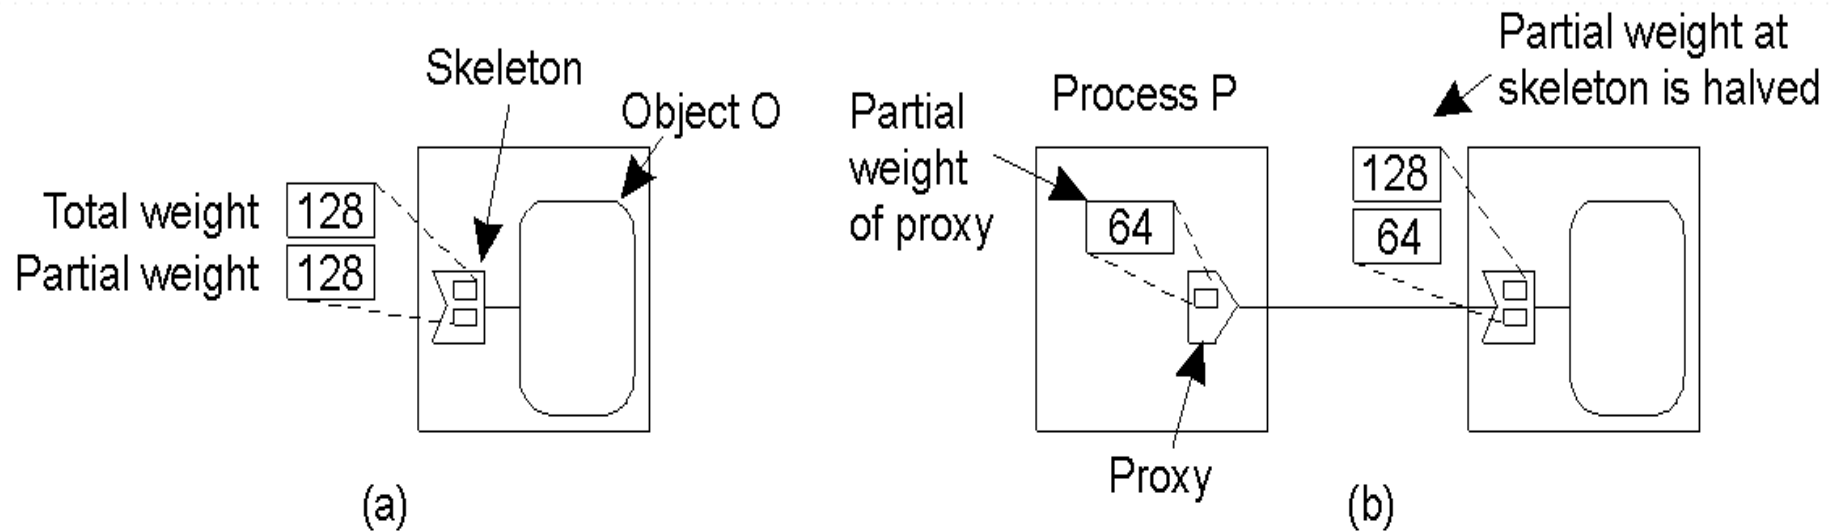 Skeleton
Object O
Total weight 128
Partial weight 128
(a)
Partial
weight
of proxy
Process P
64
Proxy
Partial weight at
skeleton is halved
128
64
(b)